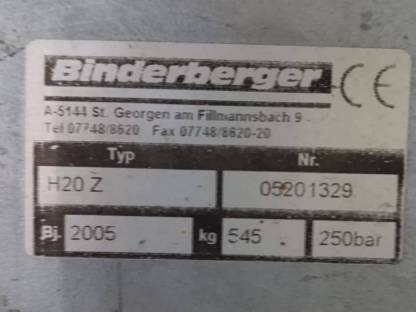 Binderberger CE
A-5144 St. Georgen am Fillmannsbach 9
Tel 07748/8620 Fax 07748/8620-20
Typ Nr.
H20 Z 05201329
Bj. 2005 kg 545 250bar